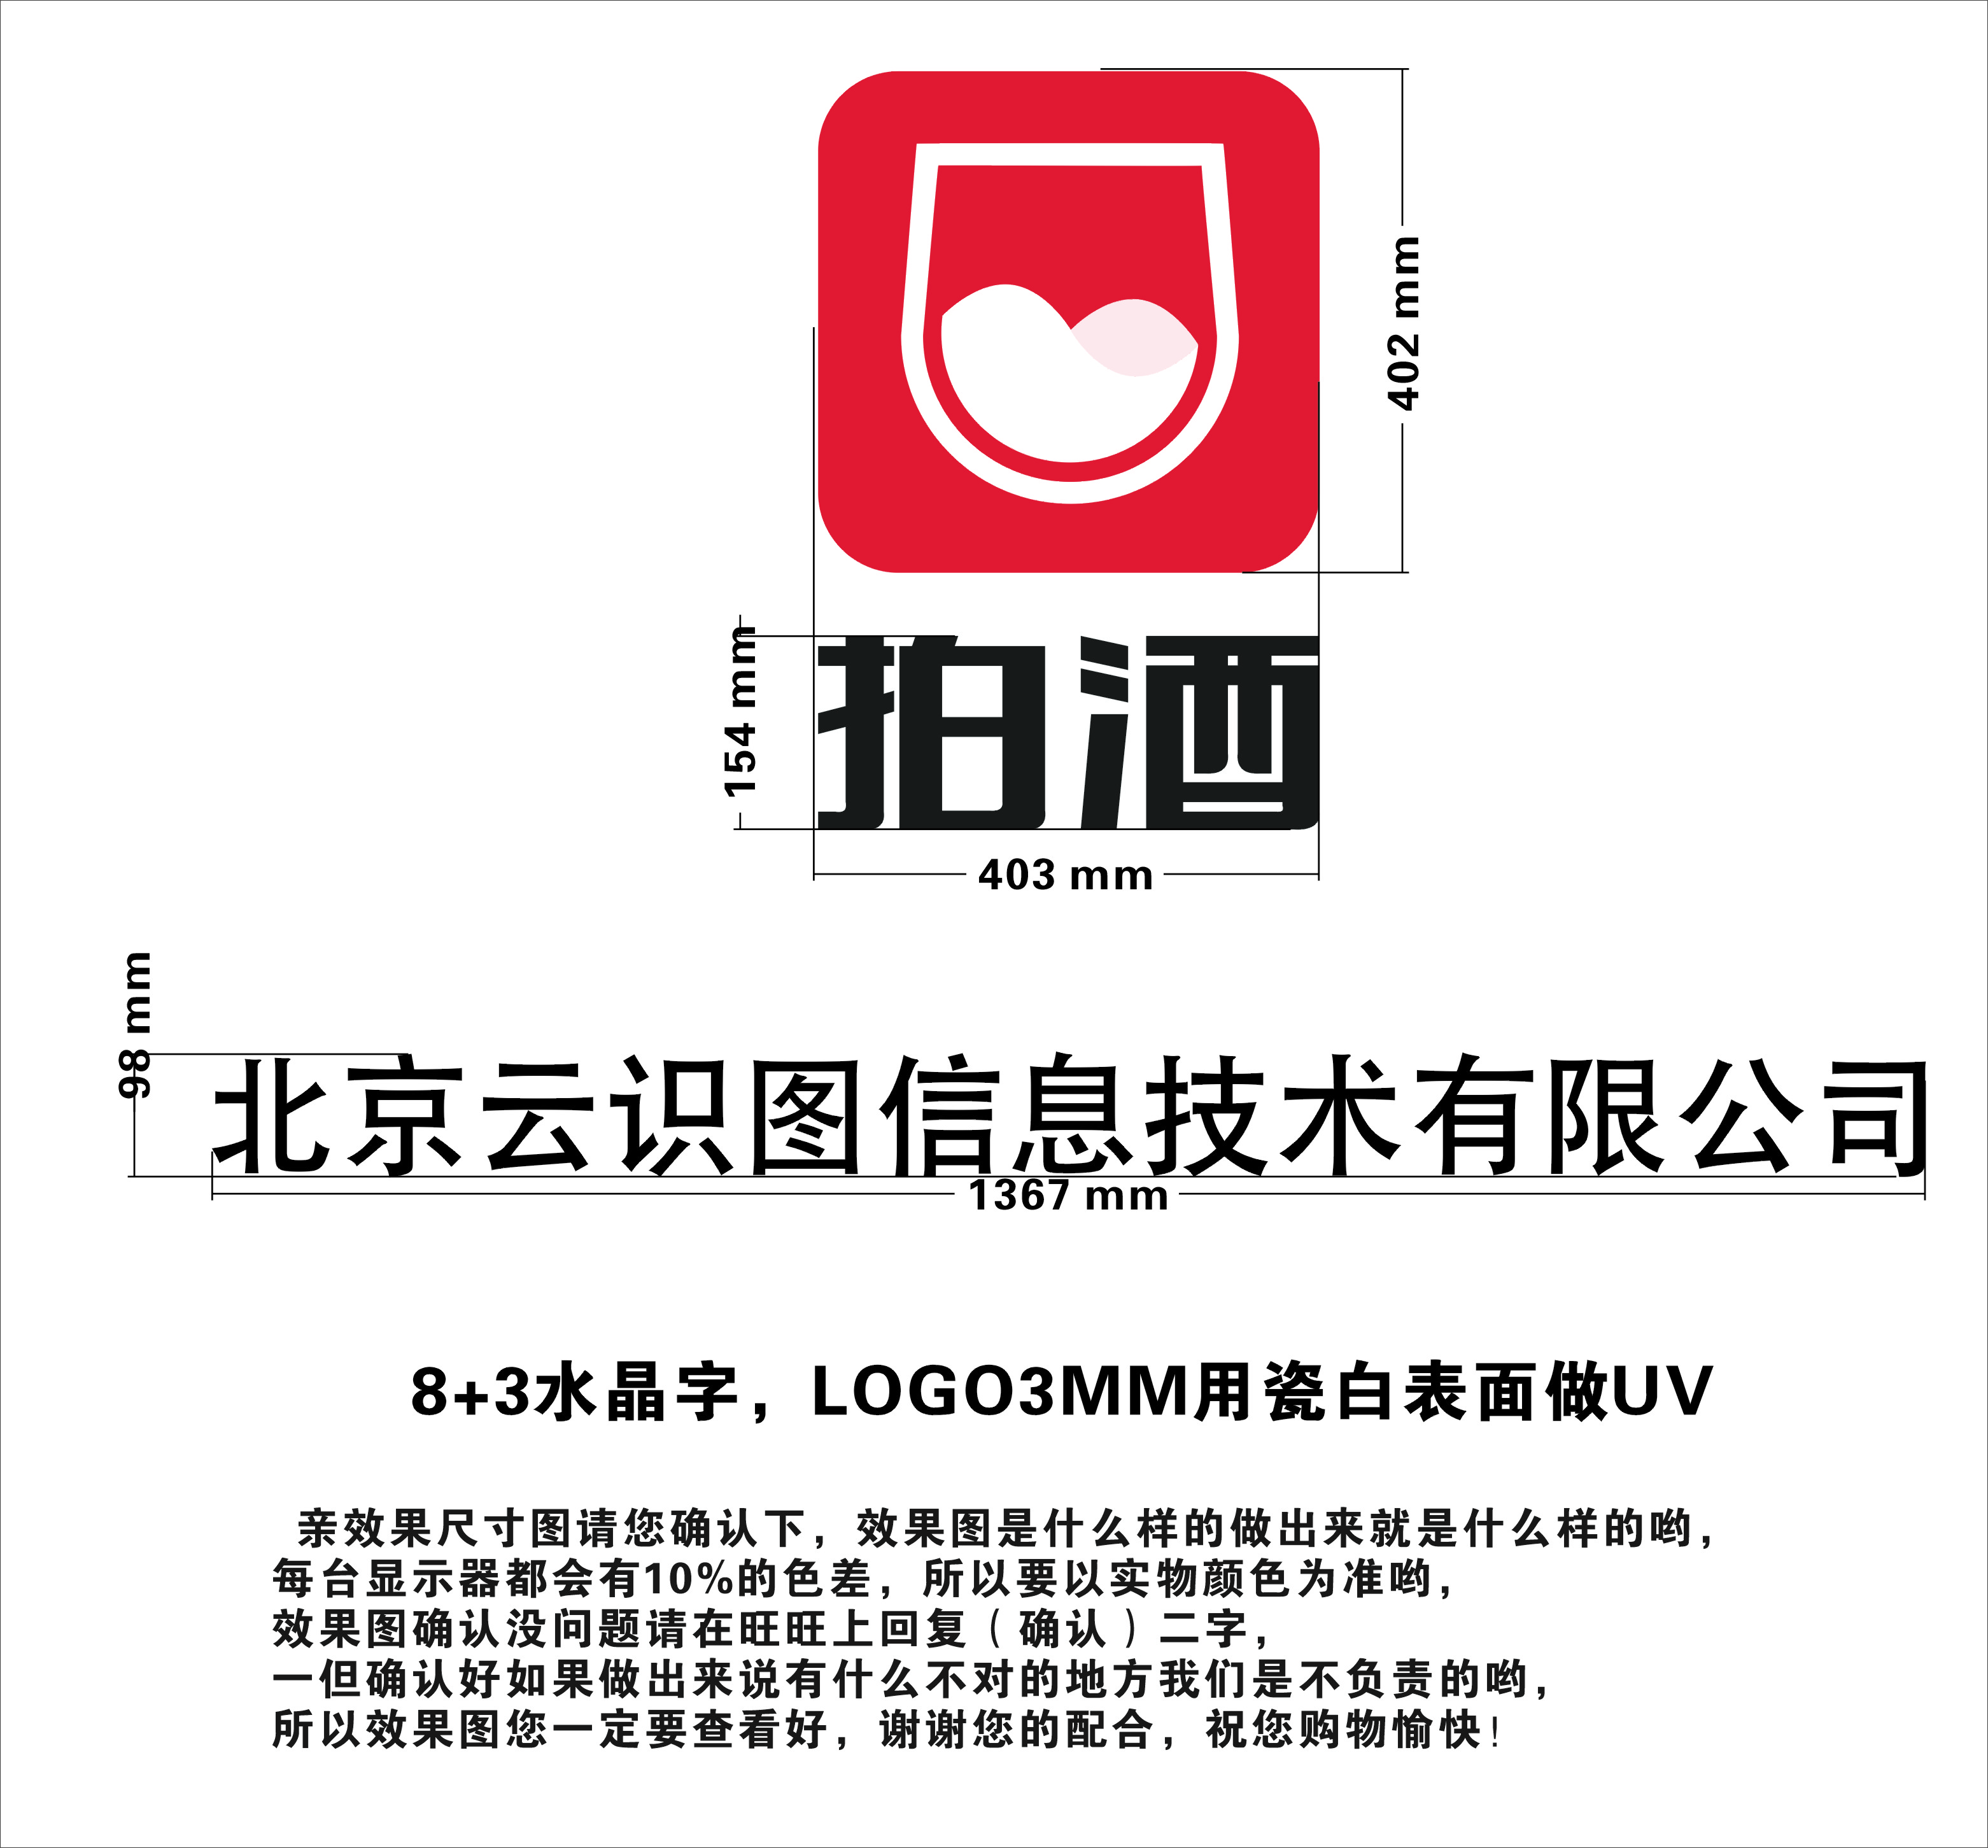 402 mm
拍酒
154 mm
403 mm
98 mm
北京云识图信息技术有限公司
1367 mm
8+3水晶字，LOGO3MM用瓷白表面做UV
亲效果尺寸图请您确认下，效果图是什么样的做出来就是什么样的哟，
每台显示器都会有10%的色差，所以要以实物颜色为准哟，
效果图确认没问题请在旺旺上回复（确认）二字，
一但确认好如果做出来说有什么不对的地方我们是不负责的哟，
所以效果图您一定要查看好，谢谢您的配合，祝您购物愉快！